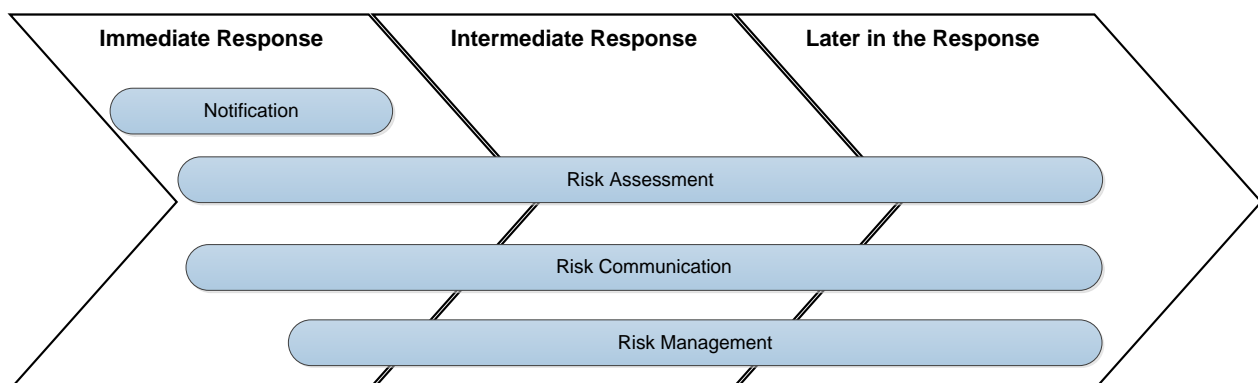 Immediate Response
Intermediate Response
Later in the Response
Notification
Risk Assessment
Risk Communication
Risk Management